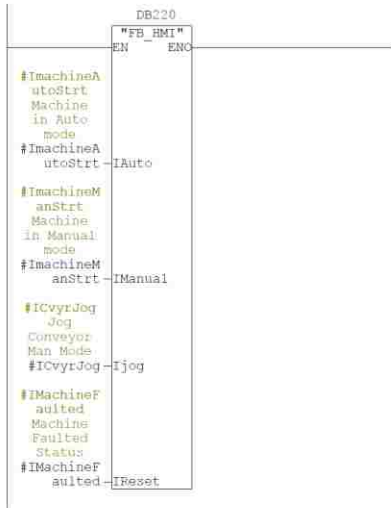 DB220
"FB_HMI"
EN ENO
#ImachineA
utoStrt
Machine
in Auto
mode
#ImachineA
utoStrt IAuto
#ImachineM
anStrt
Machine
in Manual
mode
#ImachineM
anStrt IManual
#ICvyrJog
Jog
Conveyor
Man Mode
#ICvyrJog Ijog
#IMachineF
aulted
Machine
Faulted
Status
#IMachineF
aulted IReset